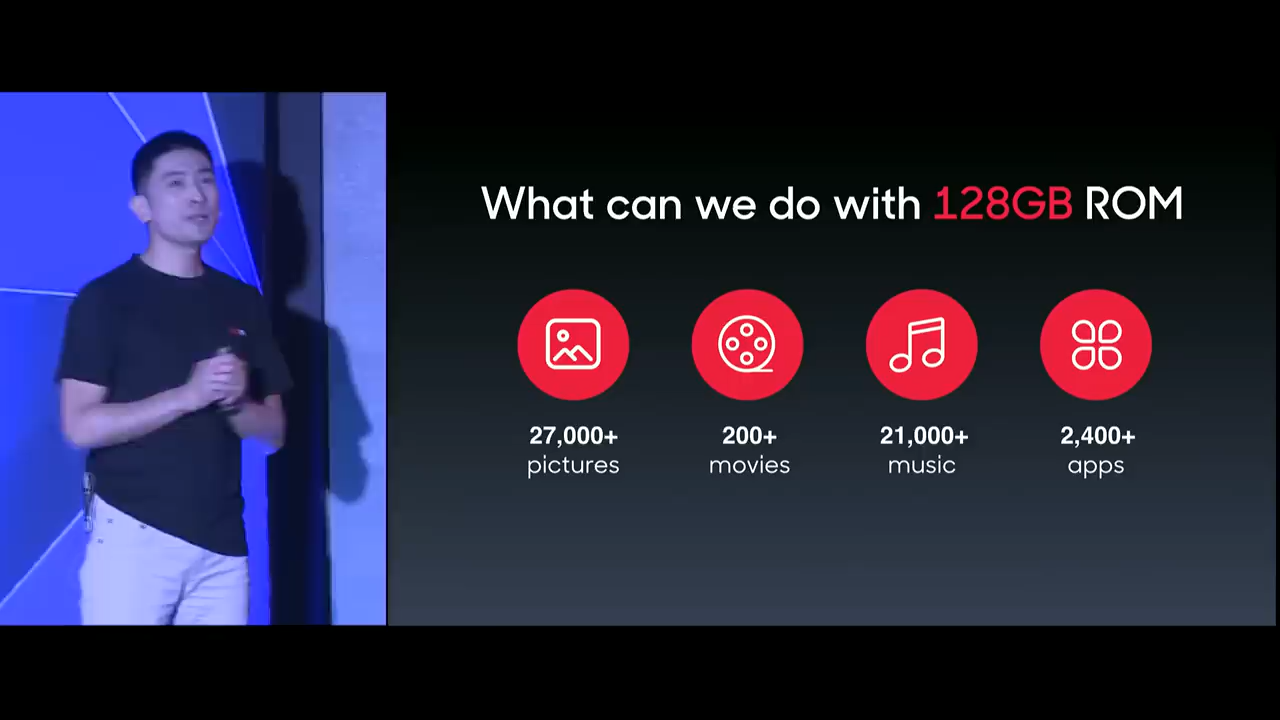 What can we do with 128GB ROM
27,000+
pictures
200+
movies
21,000+
music
2,400+
apps